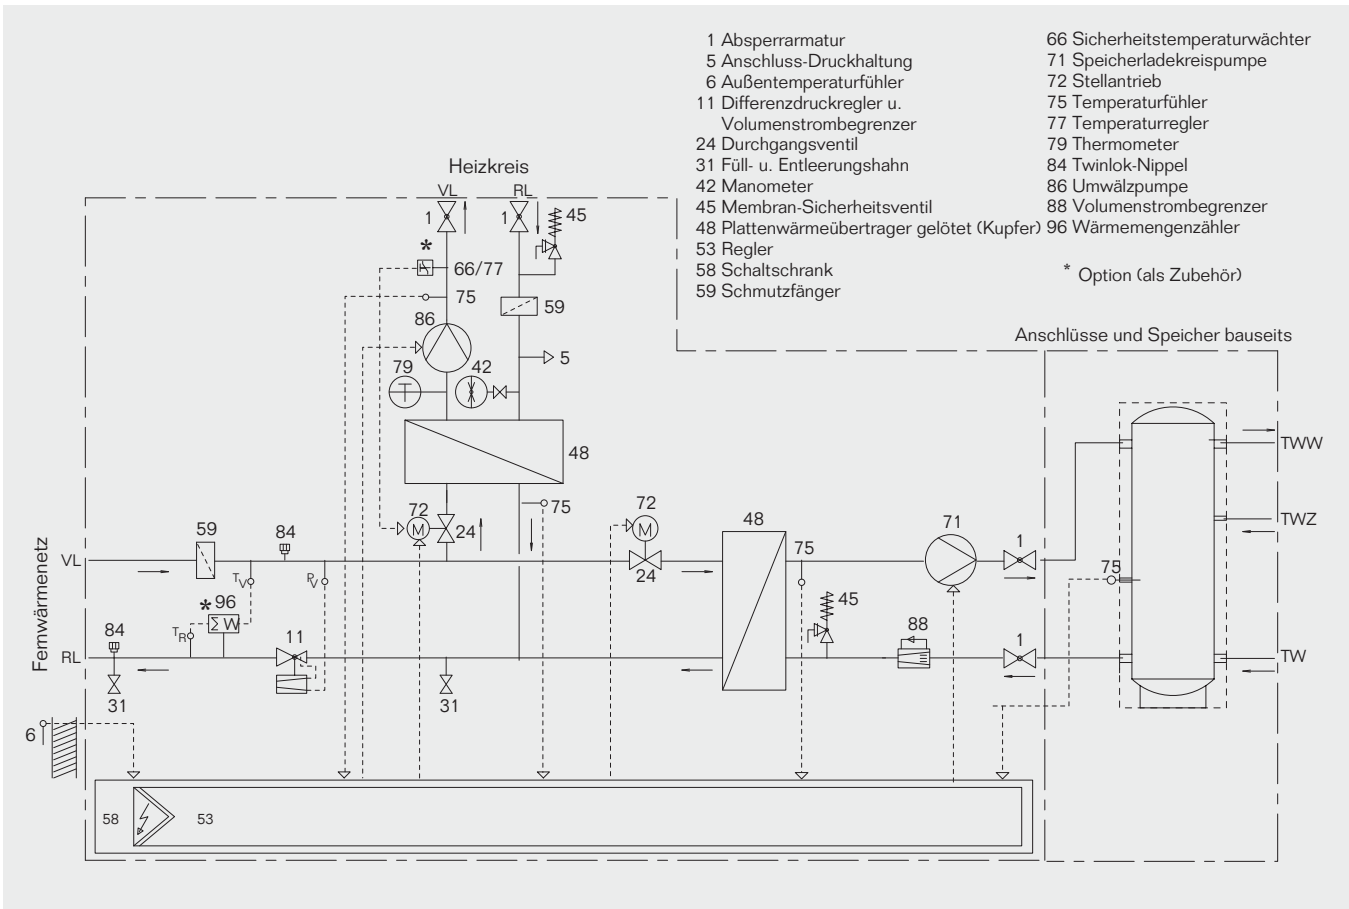 1 Absperrarmatur
5 Anschluss-Druckhaltung
6 Außentemperaturfühler
11 Differenzdruckregler u.
Volumenstrombegrenzer
24 Durchgangsventil
31 Füll- u. Entleerungshahn
42 Manometer
45 Membran-Sicherheitsventil
48 Plattenwärmeübertrager gelötet (Kupfer)
53 Regler
58 Schaltschrank
59 Schmutzfänger
66 Sicherheitstemperaturwächter
71 Speicherladekreispumpe
72 Stellantrieb
75 Temperaturfühler
77 Temperaturregler
79 Thermometer
84 Twinlok-Nippel
86 Umwälzpumpe
88 Volumenstrombegrenzer
96 Wärmemengenzähler
* Option (als Zubehör)
Heizkreis
VL RL
1 1 45
*
66/77
75 59
86
5
79 42
T
48
Anschlüsse und Speicher bauseits
TWW
72 75 72 48 71
M 24 M
TWZ
59 84 75 1
Fernwärmenetz
VL
24
TV PV
75
* 96
Σ W
45
84 TR 11 88 1
RL
TW
31 31
6
58 53